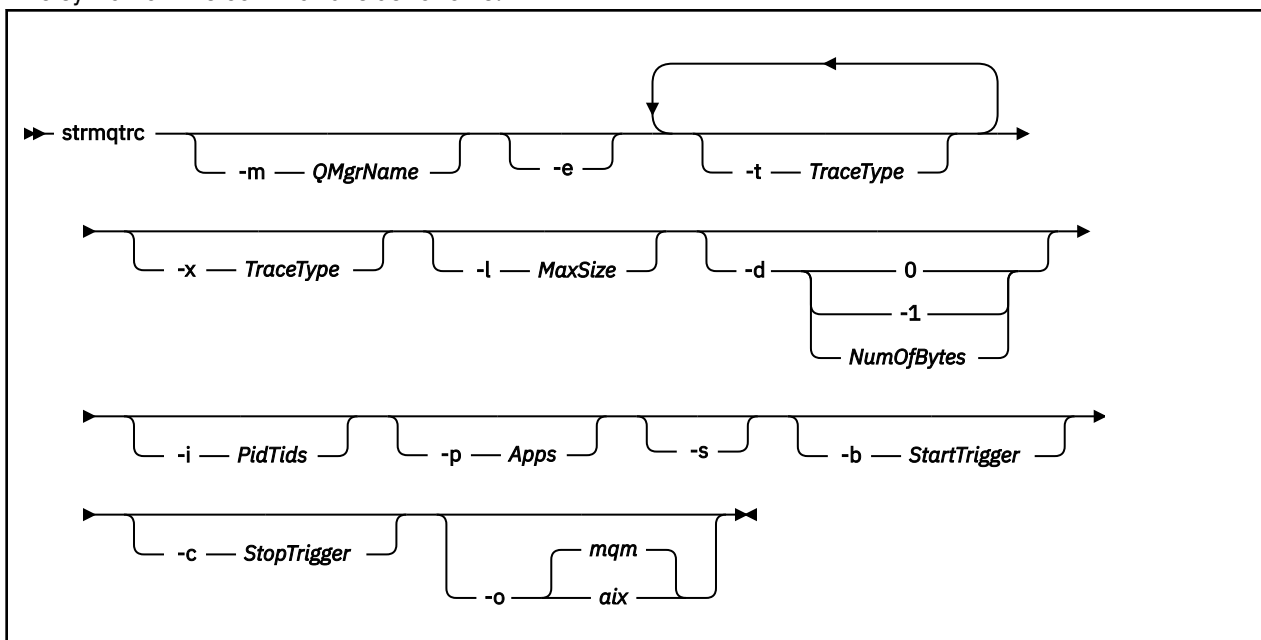 strmqtrc
-m QMgrName
-e
-t TraceType
-x TraceType
-l MaxSize
-d 0
-1
NumOfBytes
-i PidTids
-p Apps
-s
-b StartTrigger
-c StopTrigger
-o mqm
aix